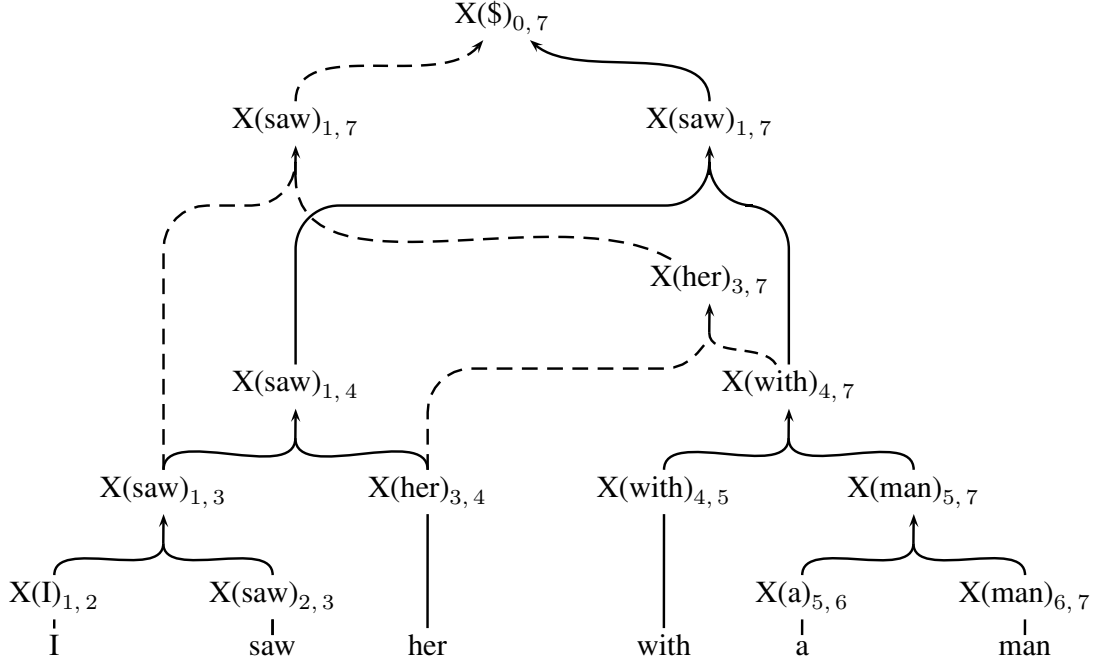 X($)0, 7
X(saw)1, 7 X(saw)1, 7
X(her)3, 7
X(saw)1, 4 X(with)4, 7
X(saw)1, 3 X(her)3, 4 X(with)4, 5 X(man)5, 7
X(I)1, 2 X(saw)2, 3 X(a)5, 6 X(man)6, 7
I saw her with a man